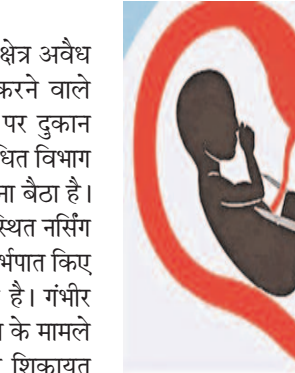 क्षेत्र अवैध
करने वाले
पर दुकान
धित विभाग
ना बैठा है।
स्थित नर्सिंग
र्भपात किए
है। गंभीर
के मामले
शिकायत